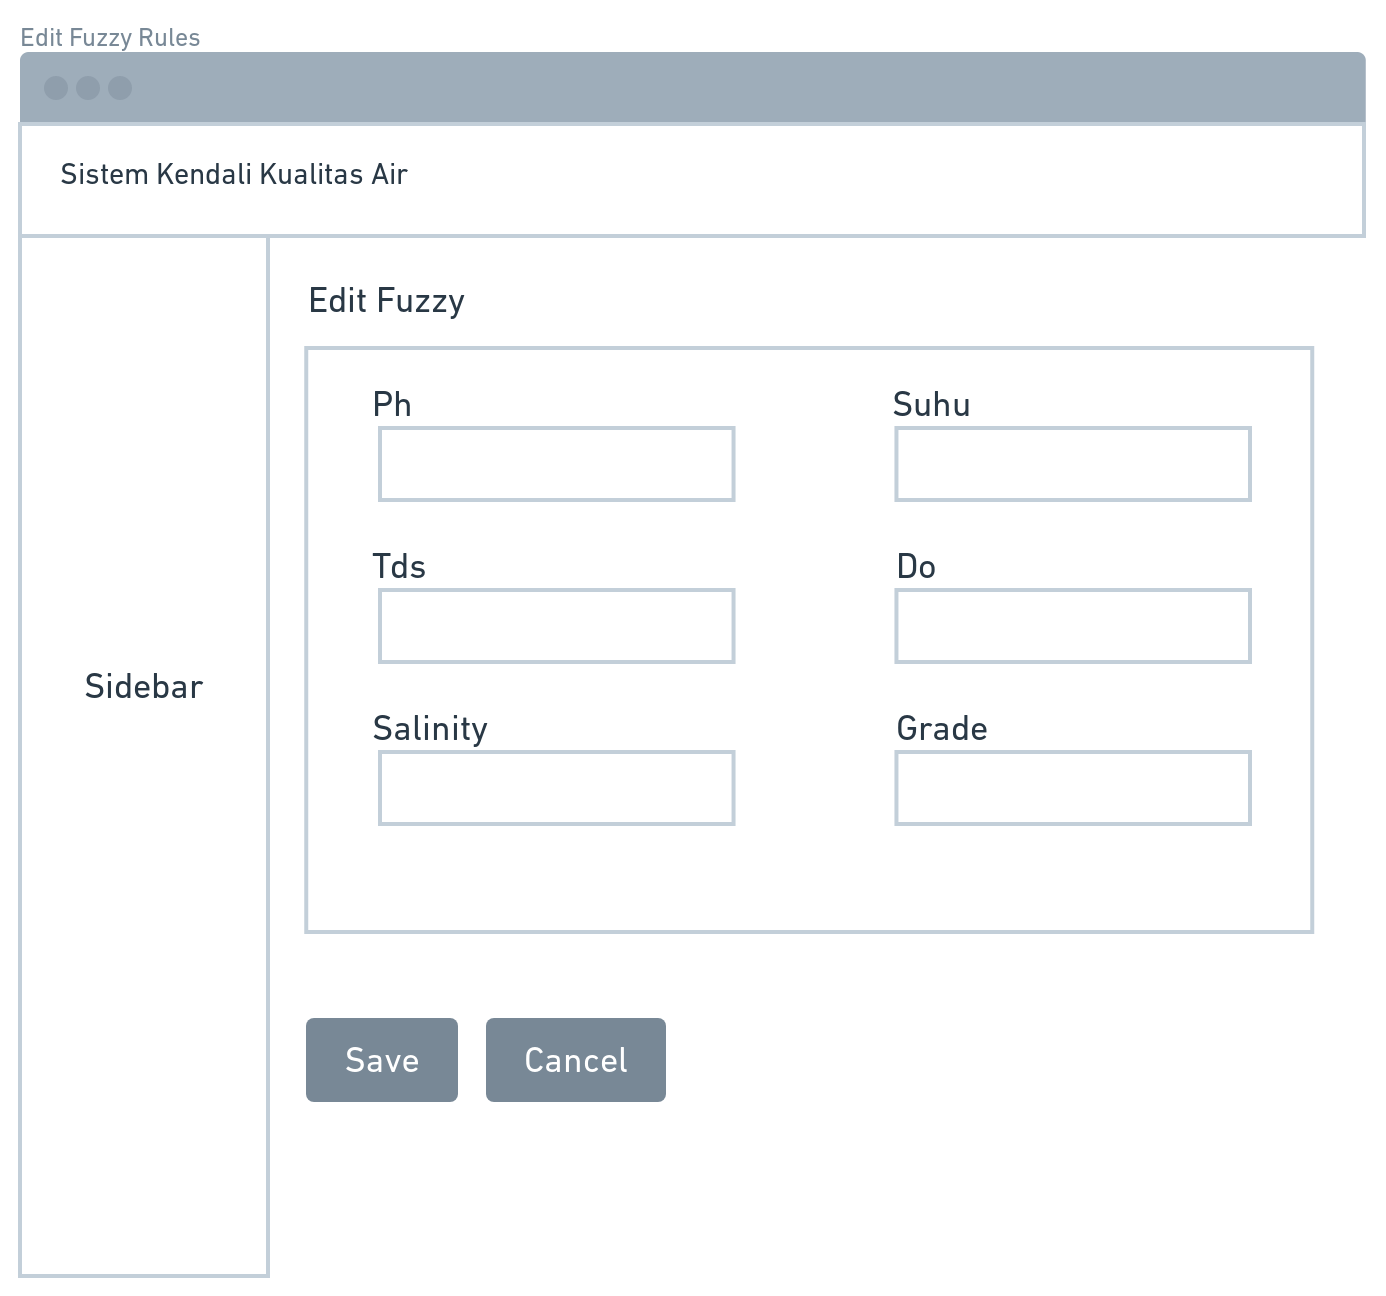 Edit Fuzzy Rules
Sistem Kendali Kualitas Air
Edit Fuzzy
Ph
Suhu
Tds
Do
Sidebar
Salinity
Grade
Save
Cancel